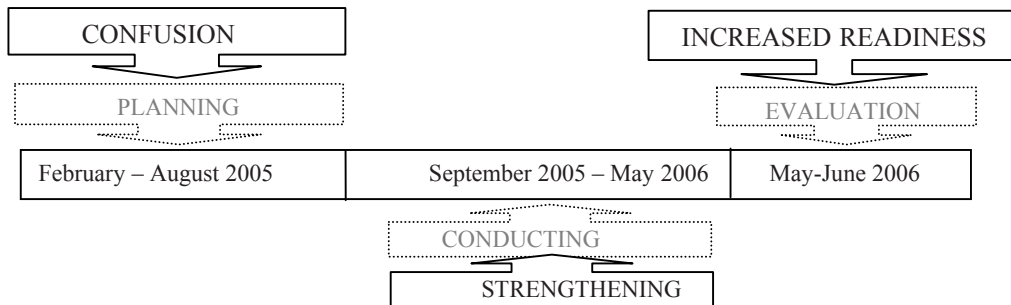 CONFUSION
INCREASED READINESS
PLANNING
EVALUATION
February – August 2005
September 2005 – May 2006
May-June 2006
CONDUCTING
STRENGTHENING